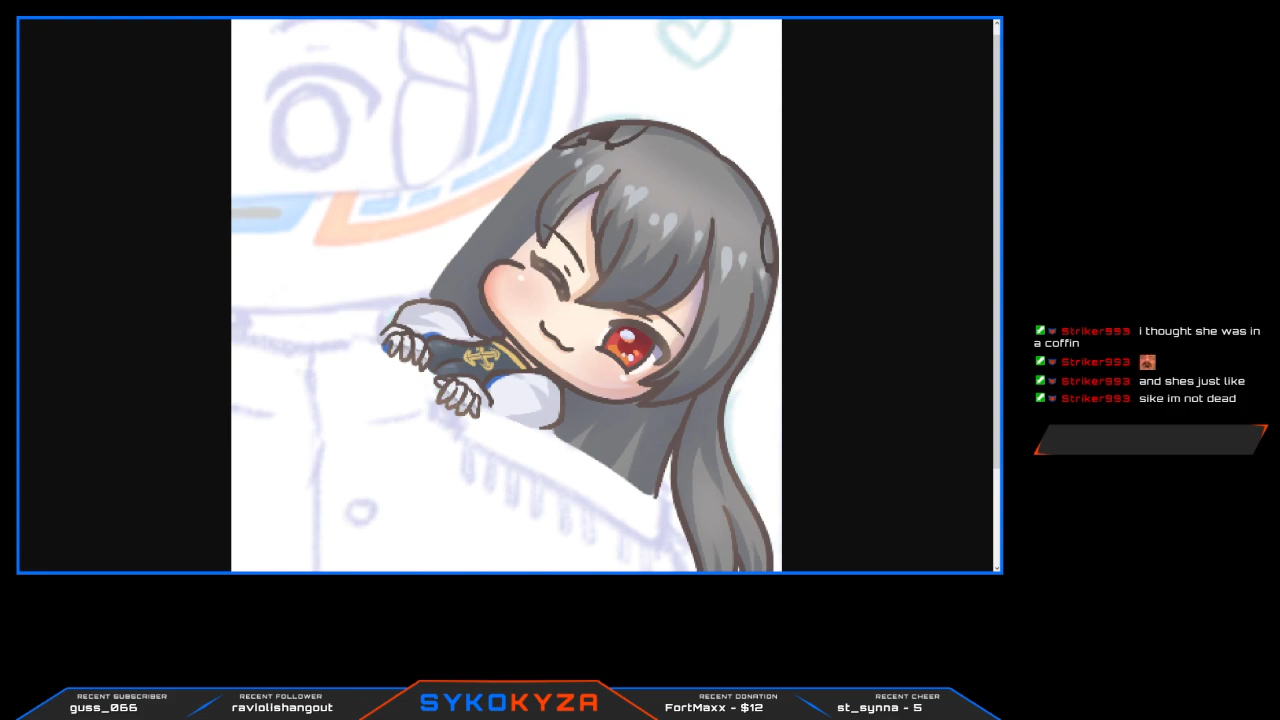 Striker993 i thought she was in
a coffin
Striker993
Striker993 and shes just like
Striker993 sike im not dead
RECENT SUBSCRIBER
guss_066
RECENT FOLLOWER
raviolishangout
SYKOKYZA
RECENT DONATION
FortMaxx - $12
RECENT CHEER
st_synna - 5